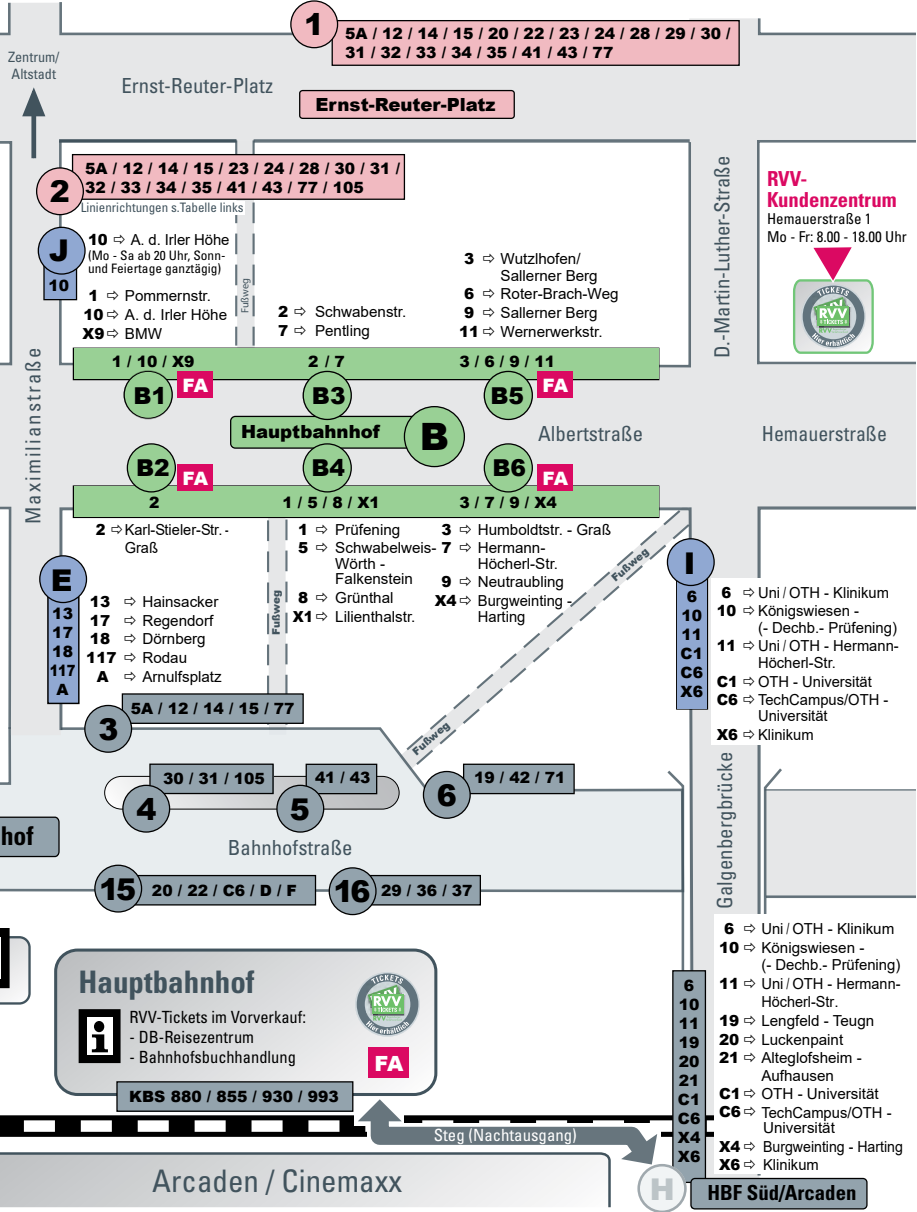 1
5A / 12 / 14 / 15 / 20 / 22 / 23 / 24 / 28 / 29 / 30 /
31 / 32 / 33 / 34 / 35 / 41 / 43 / 77
Zentrum/
Altstadt
Ernst-Reuter-Platz
Ernst-Reuter-Platz
2
5A / 12 / 14 / 15 / 23 / 24 / 28 / 30 / 31 /
32 / 33 / 34 / 35 / 41 / 43 / 77 / 105
Linienrichtungen s.Tabelle links
D.-Martin-Luther-Straße
RVV-
Kundenzentrum
Hemauerstraße 1
Mo - Fr: 8.00 - 18.00 Uhr
TICKETS
RVV
TICKETS
Hier erhältlich
J
10
10 ⇨ A. d. Irler Höhe
(Mo - Sa ab 20 Uhr, Sonn-
und Feiertage ganztägig)
1 ⇨ Pommernstr.
10 ⇨ A. d. Irler Höhe
X9 ⇨ BMW
Fußweg
2 ⇨ Schwabenstr.
7 ⇨ Pentling
3 ⇨ Wutzlhofen/
Sallerner Berg
6 ⇨ Roter-Brach-Weg
9 ⇨ Sallerner Berg
11 ⇨ Wernerwerkstr.
Maximilianstraße
1 / 10 / X9
2 / 7
3 / 6 / 9 / 11
B1
FA
B3
B5
FA
Hauptbahnhof
B
Albertstraße
Hemauerstraße
B2
FA
B4
B6
FA
2
1 / 5 / 8 / X1
3 / 7 / 9 / X4
2 ⇨ Karl-Stieler-Str. -
Graß
1 ⇨ Prüfening
5 ⇨ Schwabelweis-
Wörth -
Falkenstein
8 ⇨ Grünthal
X1 ⇨ Lilienthalstr.
3 ⇨ Humboldtstr. - Graß
7 ⇨ Hermann-
Höcherl-Str.
9 ⇨ Neutraubling
X4 ⇨ Burgweinting -
Harting
Fußweg
Fußweg
Fußweg
E
13
17
18
117
A
13 ⇨ Hainsacker
17 ⇨ Regendorf
18 ⇨ Dörnberg
117 ⇨ Rodau
A ⇨ Arnulfsplatz
I
6
10
11
C1
C6
X6
6 ⇨ Uni / OTH - Klinikum
10 ⇨ Königswiesen -
(- Dechb.- Prüfening)
11 ⇨ Uni / OTH - Hermann-
Höcherl-Str.
C1 ⇨ OTH - Universität
C6 ⇨ TechCampus/OTH -
Universität
X6 ⇨ Klinikum
3
5A / 12 / 14 / 15 / 77
4
30 / 31 / 105
5
41 / 43
6
19 / 42 / 71
hof
Bahnhofstraße
Galgenbergbrücke
15
20 / 22 / C6 / D / F
16
29 / 36 / 37
Hauptbahnhof
i
RVV-Tickets im Vorverkauf:
- DB-Reisezentrum
- Bahnhofsbuchhandlung
TICKETS
RVV
TICKETS
Hier erhältlich
FA
KBS 880 / 855 / 930 / 993
6
10
11
19
20
21
C1
C6
X4
X6
6 ⇨ Uni / OTH - Klinikum
10 ⇨ Königswiesen -
(- Dechb.- Prüfening)
11 ⇨ Uni / OTH - Hermann-
Höcherl-Str.
19 ⇨ Lengfeld - Teugn
20 ⇨ Luckenpaint
21 ⇨ Alteglofsheim -
Aufhausen
C1 ⇨ OTH - Universität
C6 ⇨ TechCampus/OTH -
Universität
X4 ⇨ Burgweinting - Harting
X6 ⇨ Klinikum
Steg (Nachtausgang)
Arcaden / Cinemaxx
H
HBF Süd/Arcaden